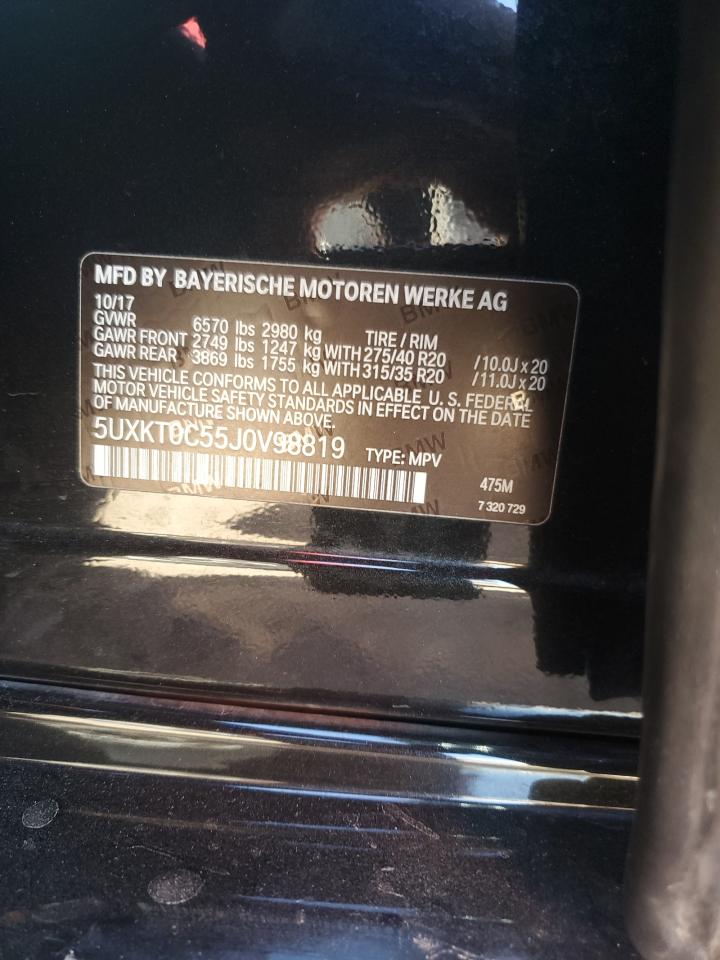 MFD BY BAYERISCHE MOTOREN WERKE AG
10/17
GVWR 6570 lbs 2980 kg TIRE / RIM
GAWR FRONT 2749 lbs 1247 kg WITH 275/40 R20 /10.0J x 20
GAWR REAR 3869 lbs 1755 kg WITH 315/35 R20 /11.0J x 20
THIS VEHICLE CONFORMS TO ALL APPLICABLE U. S. FEDERAL
MOTOR VEHICLE SAFETY STANDARDS IN EFFECT ON THE DATE
OF MANUFACTURE SHOWN ABOVE.
5UXKT0C55J0V98819 TYPE: MPV
475M
7 320 729